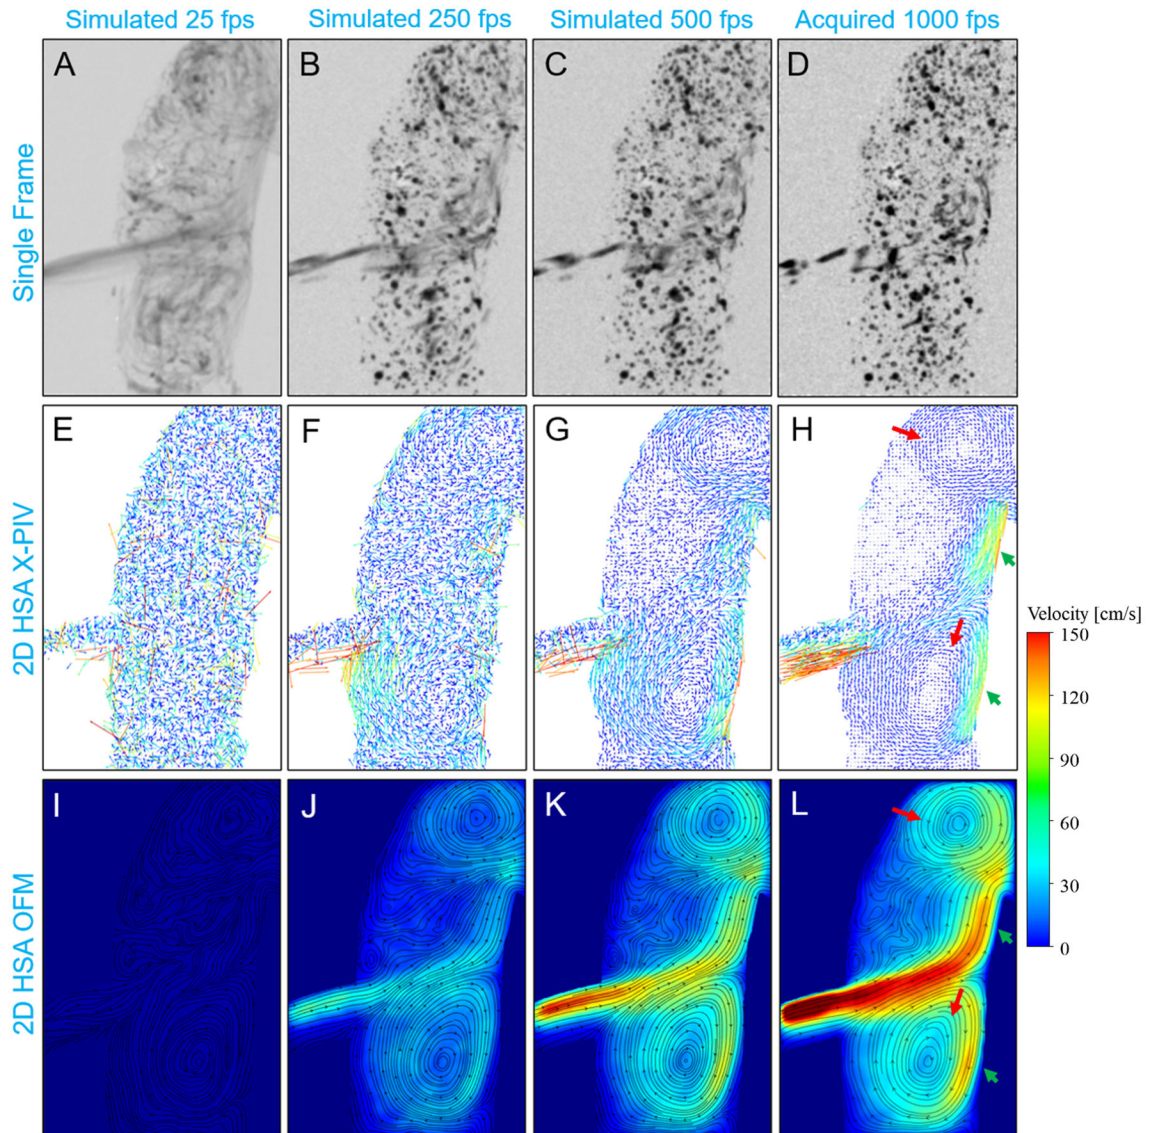 Simulated 25 fps
Simulated 250 fps
Simulated 500 fps
Acquired 1000 fps
Single Frame
A
B
C
D
2D HSA X-PIV
E
F
G
H
Velocity [cm/s]
150
120
90
60
30
0
2D HSA OFM
I
J
K
L